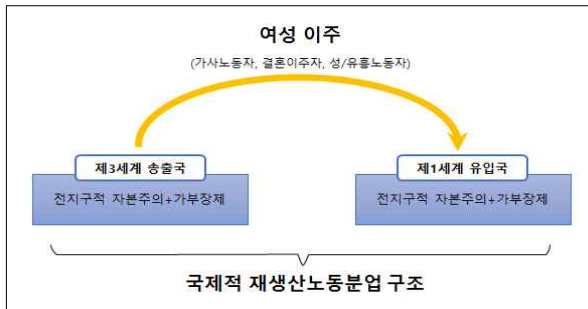 여성 이주
(가사노동자, 결혼이주자, 성/유흥노동자)
제3세계 송출국
전지구적 자본주의+가부장제
제1세계 유입국
전지구적 자본주의+가부장제
국제적 재생산노동분업 구조